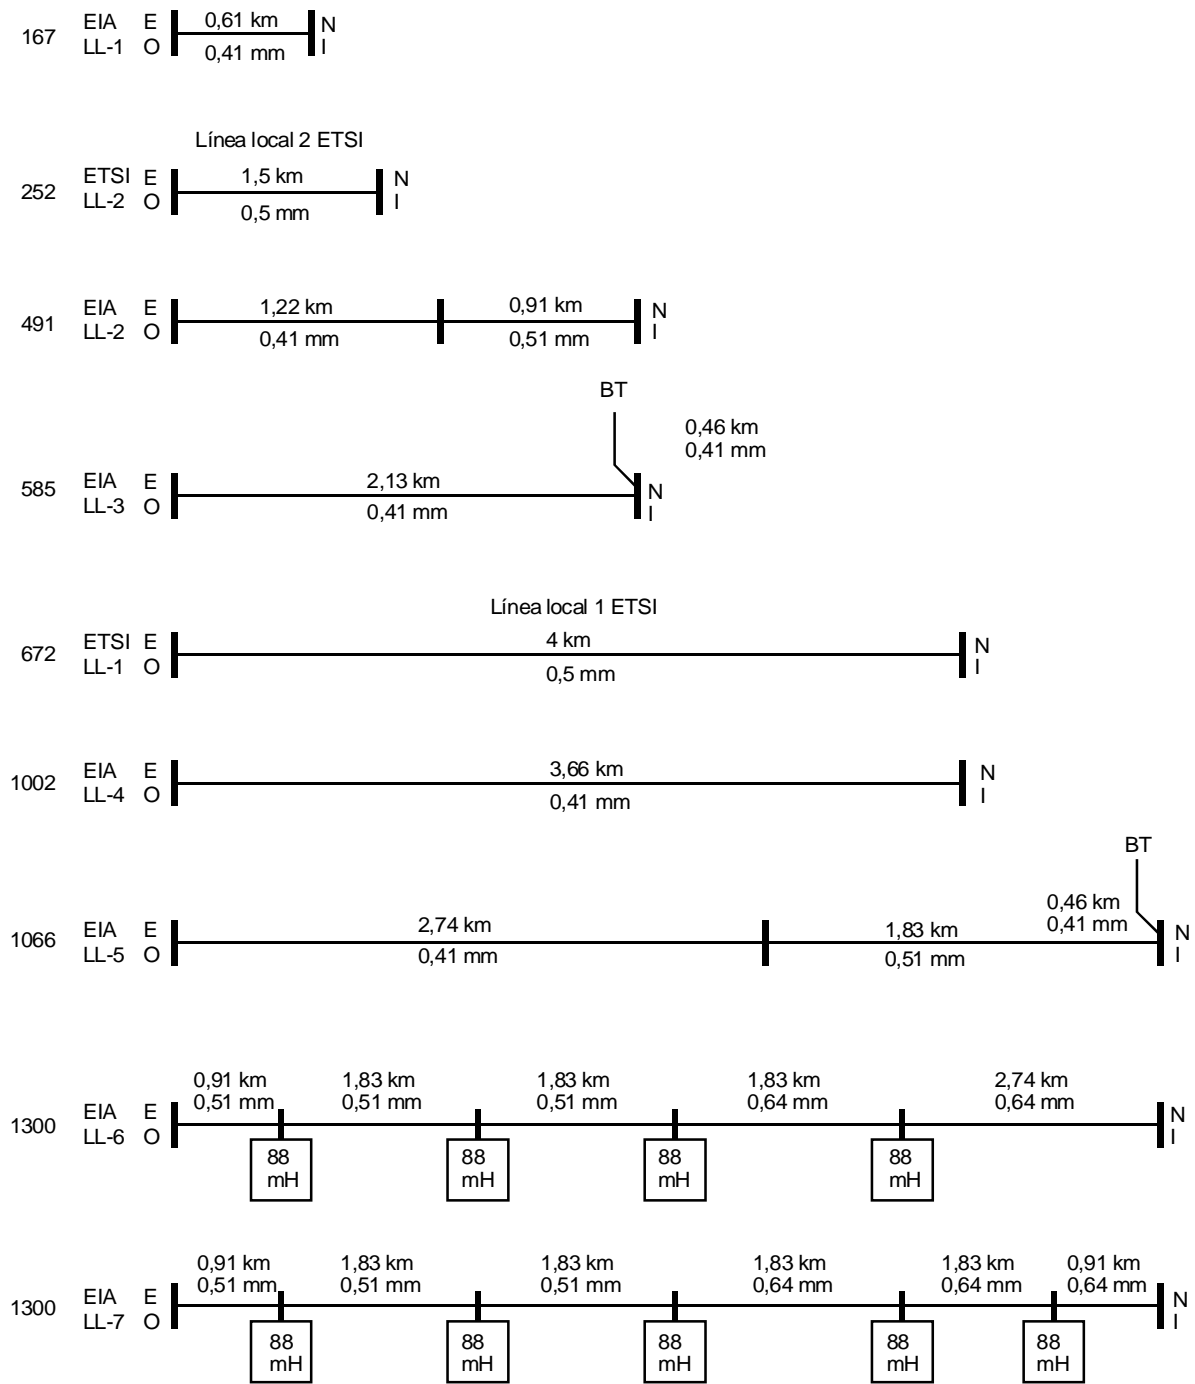 167 EIA E 0,61 km N
LL-1 O 0,41 mm I
Línea local 2 ETSI
252 ETSI E 1,5 km N
LL-2 O 0,5 mm I
491 EIA E 1,22 km 0,91 km N
LL-2 O 0,41 mm 0,51 mm I
BT
0,46 km
0,41 mm
585 EIA E 2,13 km N
LL-3 O 0,41 mm I
Línea local 1 ETSI
672 ETSI E 4 km N
LL-1 O 0,5 mm I
1002 EIA E 3,66 km N
LL-4 O 0,41 mm I
BT
0,46 km
0,41 mm
1066 EIA E 2,74 km 1,83 km N
LL-5 O 0,41 mm 0,51 mm I
0,91 km 1,83 km 1,83 km 1,83 km 2,74 km
0,51 mm 0,51 mm 0,51 mm 0,64 mm 0,64 mm
1300 EIA E N
LL-6 O I
88 88 88 88
mH mH mH mH
0,91 km 1,83 km 1,83 km 1,83 km 1,83 km 0,91 km
0,51 mm 0,51 mm 0,51 mm 0,64 mm 0,64 mm 0,64 mm
1300 EIA E N
LL-7 O I
88 88 88 88 88
mH mH mH mH mH